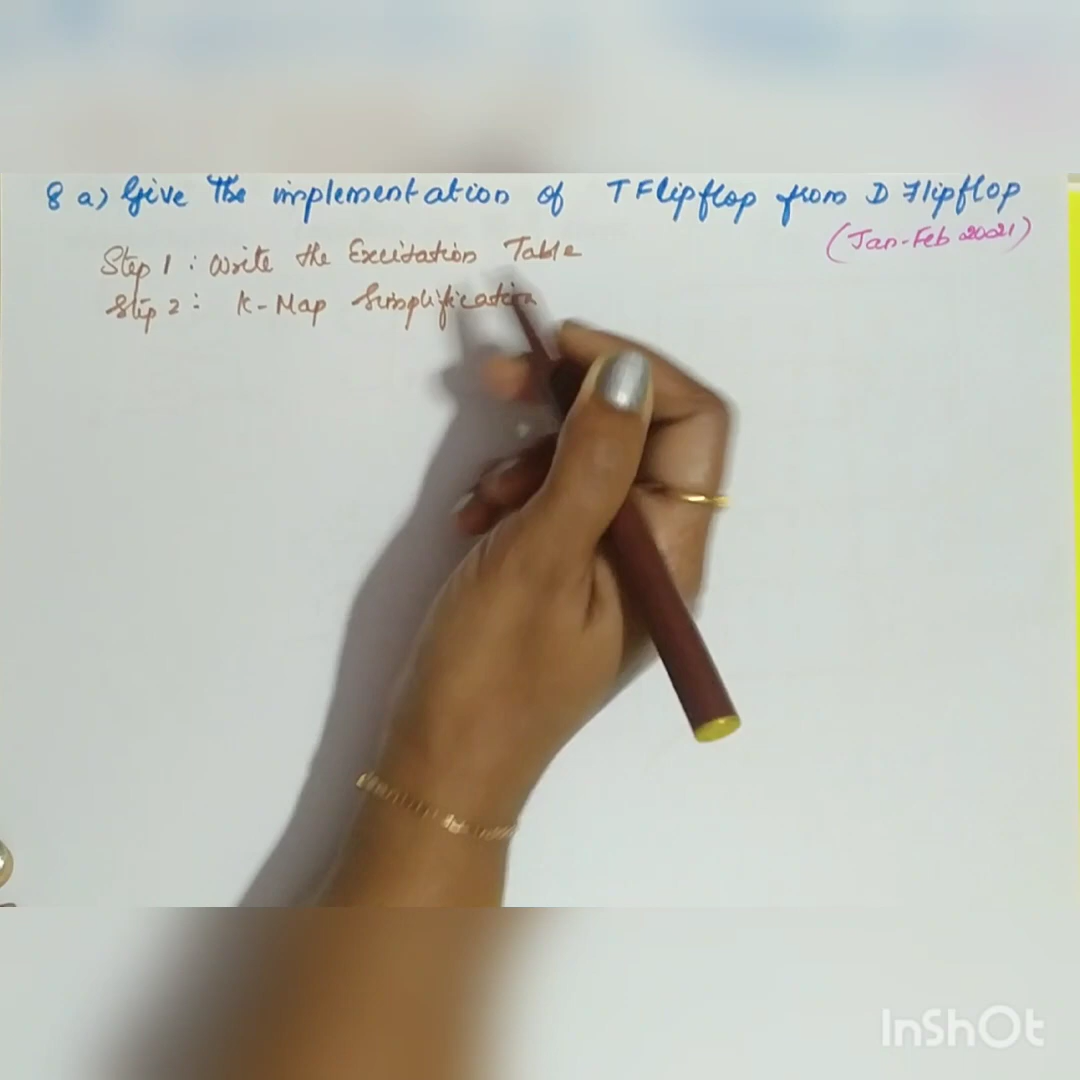 8 a) Give the implementation of T Flipflop from D Flipflop
(Jan-Feb 2021)
Step 1 : Write the Excitation Table
Step 2 : K-Map Simplification
InShOt